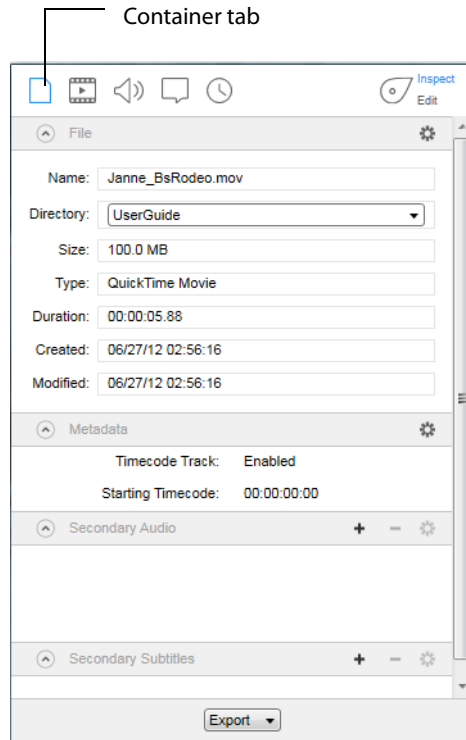 Container tab
Inspect
Edit
File
Name: Janne_BsRodeo.mov
Directory: UserGuide
Size: 100.0 MB
Type: QuickTime Movie
Duration: 00:00:05.88
Created: 06/27/12 02:56:16
Modified: 06/27/12 02:56:16
Metadata
Timecode Track: Enabled
Starting Timecode: 00:00:00:00
Secondary Audio
Secondary Subtitles
Export